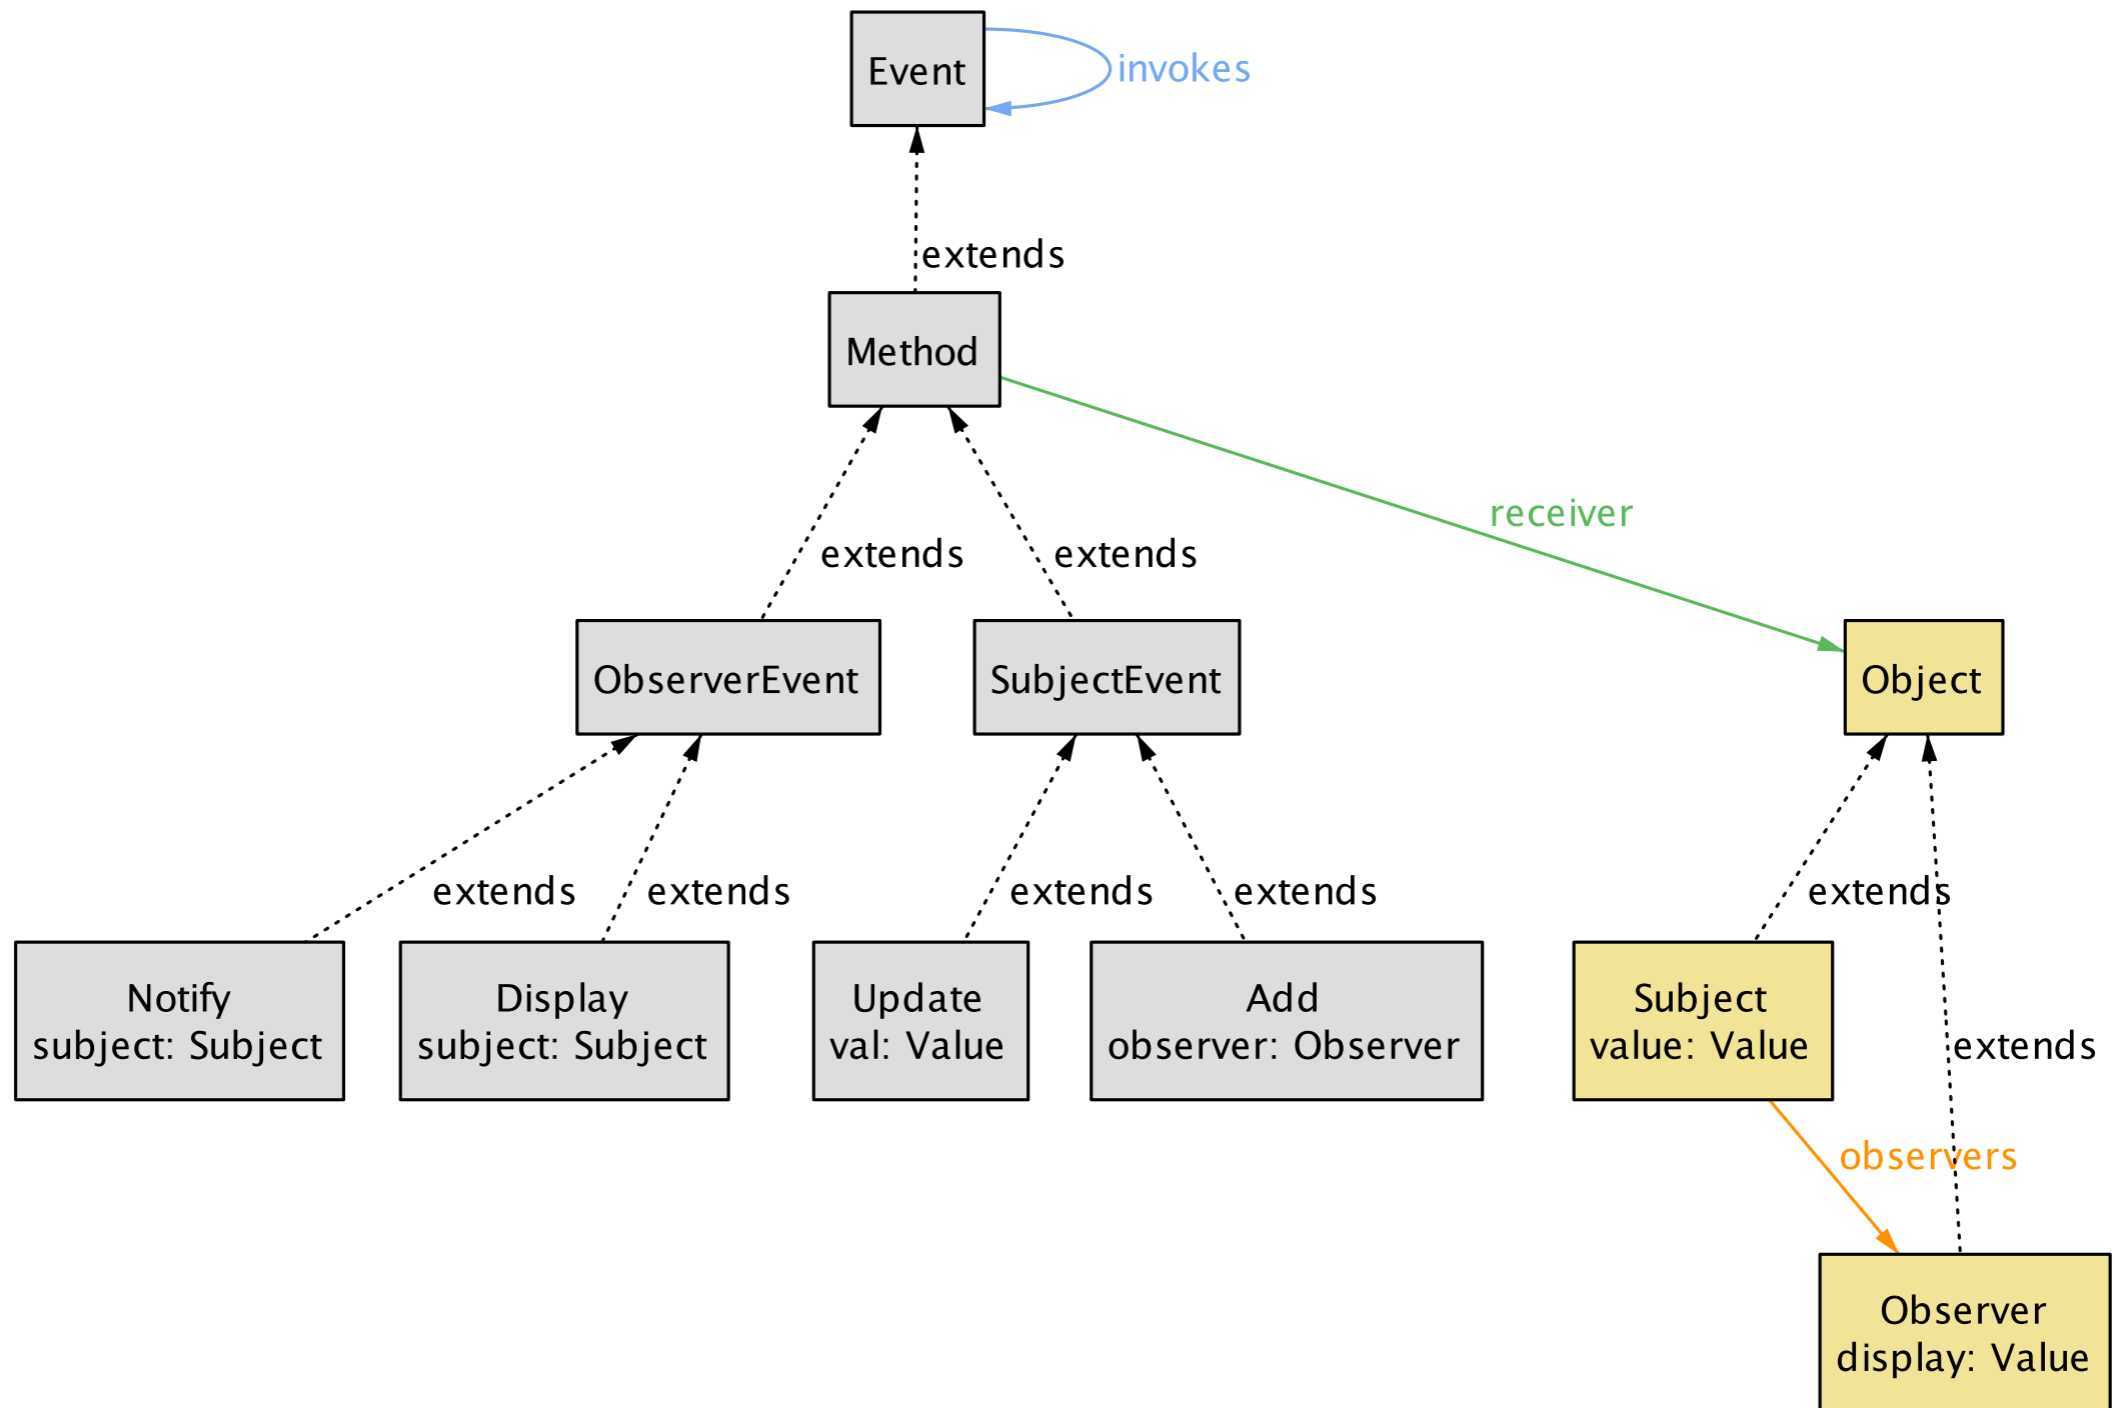 Event
invokes
extends
Method
receiver
extends
extends
ObserverEvent
SubjectEvent
Object
extends
extends
extends
extends
extends
Notify
subject: Subject
Display
subject: Subject
Update
val: Value
Add
observer: Observer
Subject
value: Value
extends
observers
Observer
display: Value